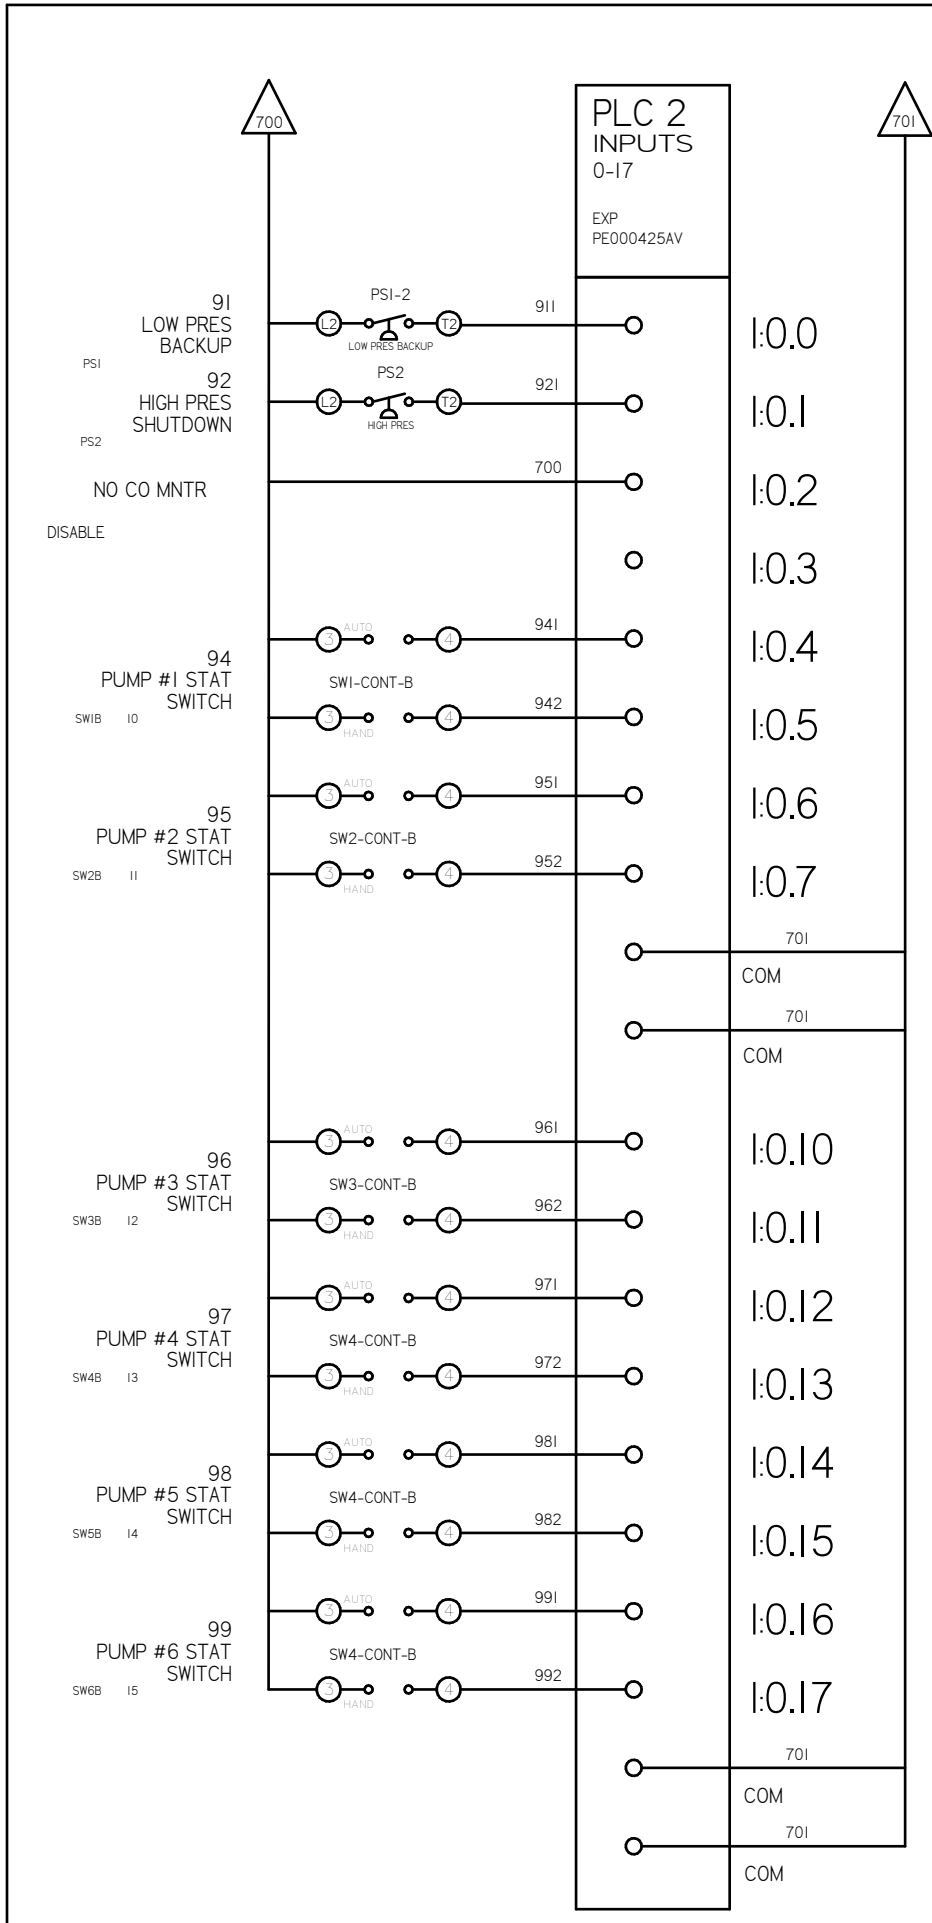 700
PLC 2
INPUTS
0-17
EXP
PE000425AV
701
91
LOW PRES
BACKUP
PS1
L2
PS1-2
T2
LOW PRES BACKUP
911
I:0.0
92
HIGH PRES
SHUTDOWN
PS2
L2
PS2
T2
HIGH PRES
921
I:0.1
NO CO MNTR
DISABLE
700
I:0.2
I:0.3
94
PUMP #1 STAT
SWITCH
SW1B 10
3 AUTO 4
941
I:0.4
SW1-CONT-B
3 HAND 4
942
I:0.5
95
PUMP #2 STAT
SWITCH
SW2B 11
3 AUTO 4
951
I:0.6
SW2-CONT-B
3 HAND 4
952
I:0.7
701
COM
701
COM
96
PUMP #3 STAT
SWITCH
SW3B 12
3 AUTO 4
961
I:0.10
SW3-CONT-B
3 HAND 4
962
I:0.11
97
PUMP #4 STAT
SWITCH
SW4B 13
3 AUTO 4
971
I:0.12
SW4-CONT-B
3 HAND 4
972
I:0.13
98
PUMP #5 STAT
SWITCH
SW5B 14
3 AUTO 4
981
I:0.14
SW4-CONT-B
3 HAND 4
982
I:0.15
99
PUMP #6 STAT
SWITCH
SW6B 15
3 AUTO 4
991
I:0.16
SW4-CONT-B
3 HAND 4
992
I:0.17
701
COM
701
COM